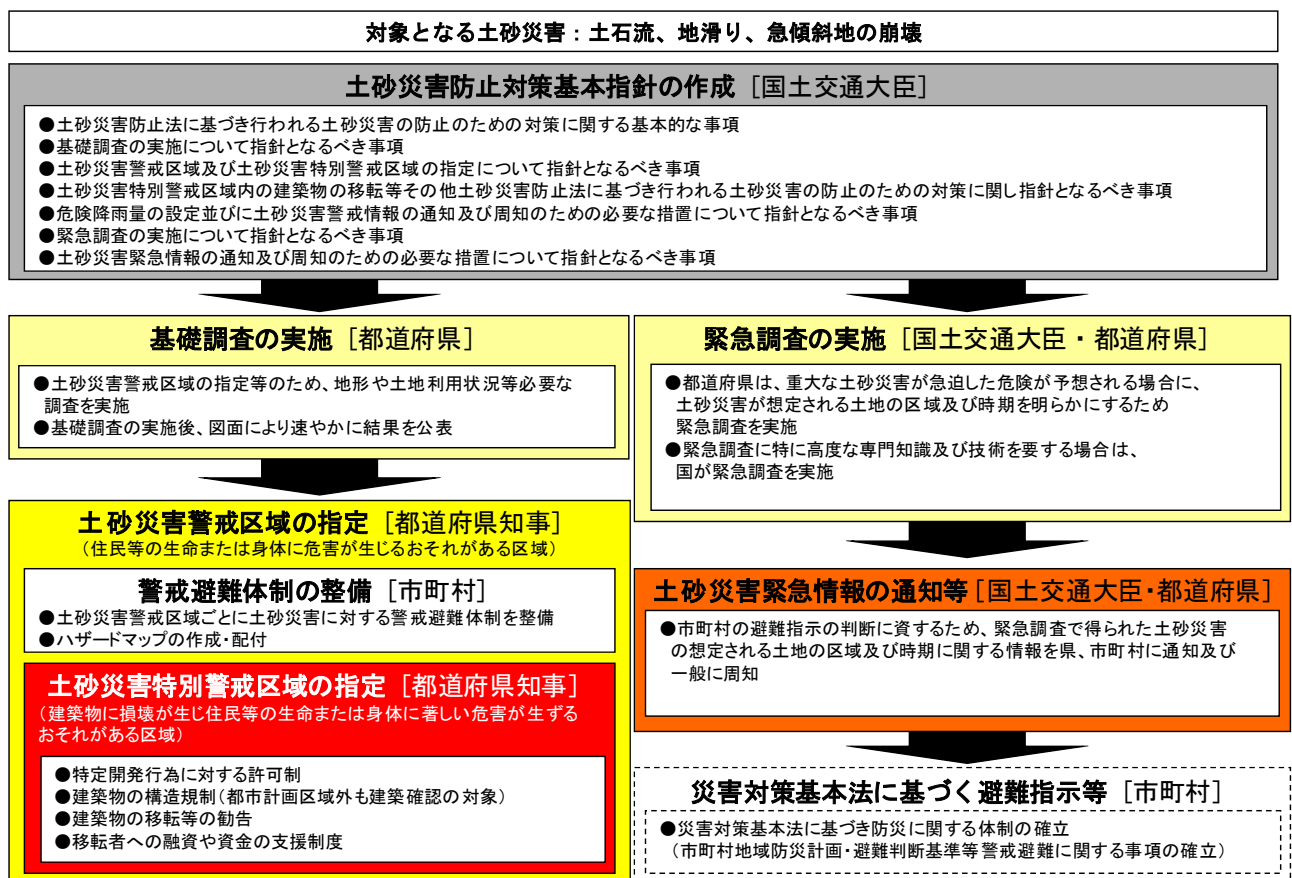 対象となる土砂災害：土石流、地滑り、急傾斜地の崩壊
土砂災害防止対策基本指針の作成［国土交通大臣］
●土砂災害防止法に基づき行われる土砂災害の防止のための対策に関する基本的な事項
●基礎調査の実施について指針となるべき事項
●土砂災害警戒区域及び土砂災害特別警戒区域の指定について指針となるべき事項
●土砂災害特別警戒区域内の建築物の移転等その他土砂災害防止法に基づき行われる土砂災害の防止のための対策に関し指針となるべき事項
●危険降雨量の設定並びに土砂災害警戒情報の通知及び周知のための必要な措置について指針となるべき事項
●緊急調査の実施について指針となるべき事項
●土砂災害緊急情報の通知及び周知のための必要な措置について指針となるべき事項
基礎調査の実施［都道府県］
●土砂災害警戒区域の指定等のため、地形や土地利用状況等必要な
調査を実施
●基礎調査の実施後、図面により速やかに結果を公表
土砂災害警戒区域の指定［都道府県知事］
（住民等の生命または身体に危害が生じるおそれがある区域）
警戒避難体制の整備［市町村］
●土砂災害警戒区域ごとに土砂災害に対する警戒避難体制を整備
●ハザードマップの作成・配付
土砂災害特別警戒区域の指定［都道府県知事］
（建築物に損壊が生じ住民等の生命または身体に著しい危害が生ずる
おそれがある区域）
●特定開発行為に対する許可制
●建築物の構造規制（都市計画区域外も建築確認の対象）
●建築物の移転等の勧告
●移転者への融資や資金の支援制度
緊急調査の実施［国土交通大臣・都道府県］
●都道府県は、重大な土砂災害が急迫した危険が予想される場合に、
土砂災害が想定される土地の区域及び時期を明らかにするため
緊急調査を実施
●緊急調査に特に高度な専門知識及び技術を要する場合は、
国が緊急調査を実施
土砂災害緊急情報の通知等［国土交通大臣・都道府県］
●市町村の避難指示の判断に資するため、緊急調査で得られた土砂災害
の想定される土地の区域及び時期に関する情報を県、市町村に通知及び
一般に周知
災害対策基本法に基づく避難指示等［市町村］
●災害対策基本法に基づき防災に関する体制の確立
（市町村地域防災計画・避難判断基準等警戒避難に関する事項の確立）